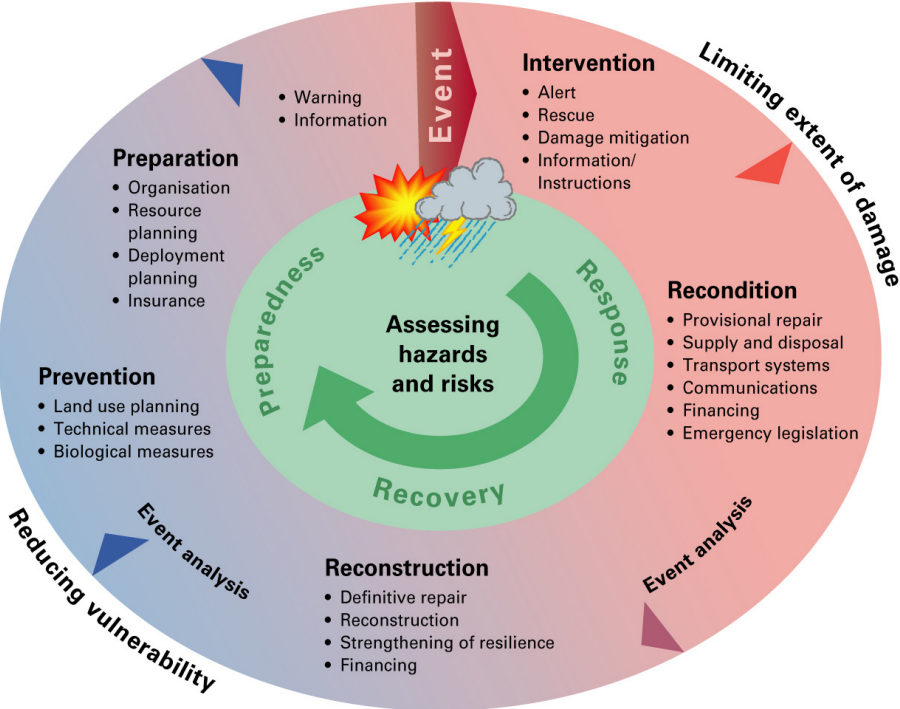 Event
Intervention
• Alert
• Rescue
• Damage mitigation
• Information/
Instructions
Limiting extent of damage
Recondition
• Provisional repair
• Supply and disposal
• Transport systems
• Communications
• Financing
• Emergency legislation
Event analysis
Reconstruction
• Definitive repair
• Reconstruction
• Strengthening of resilience
• Financing
Event analysis
Reducing vulnerability
Prevention
• Land use planning
• Technical measures
• Biological measures
Preparation
• Organisation
• Resource
planning
• Deployment
planning
• Insurance
• Warning
• Information
Assessing
hazards
and risks
Response
Recovery
Preparedness